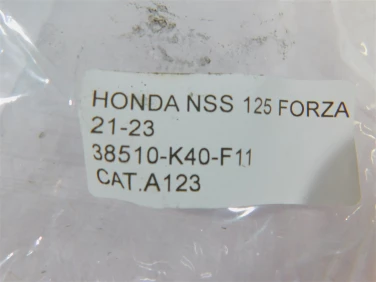 HONDA NSS 125 FORZA
21-23
38510-K40-F11
CAT.A123